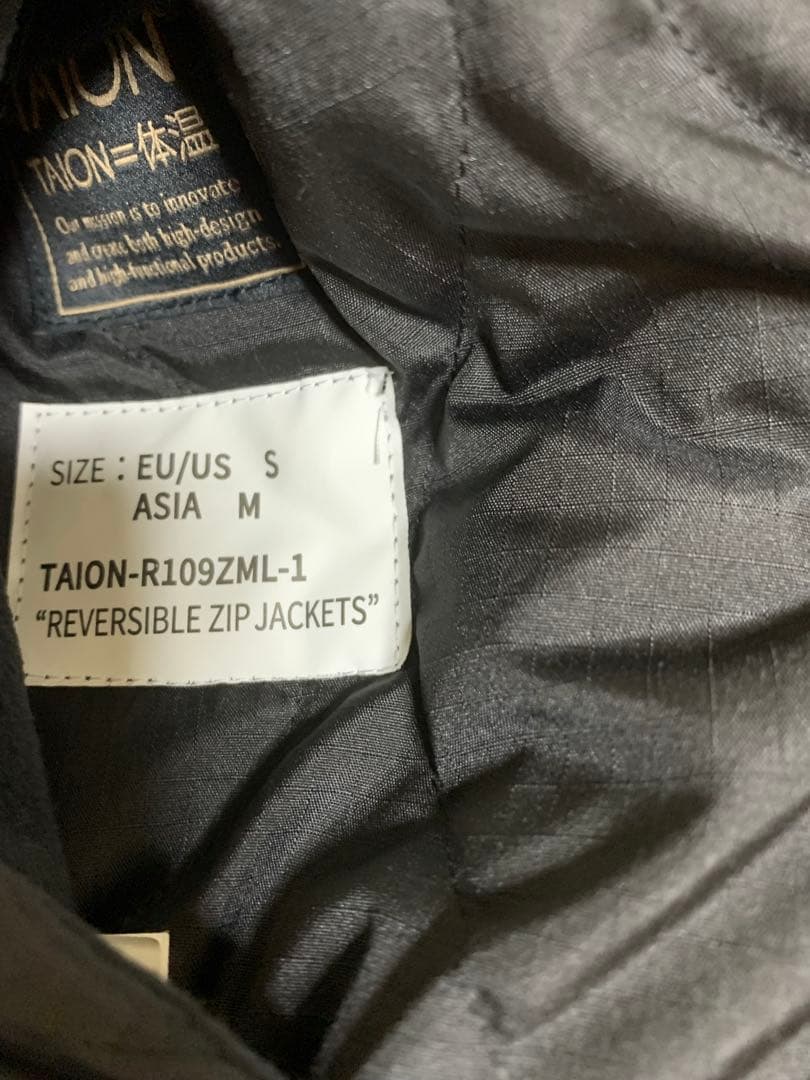 TAION
TAION=体温
Our mission is to innovate
and create both high-design
and high-functional products.
SIZE : EU/US S
ASIA M
TAION-R109ZML-1
“REVERSIBLE ZIP JACKETS”